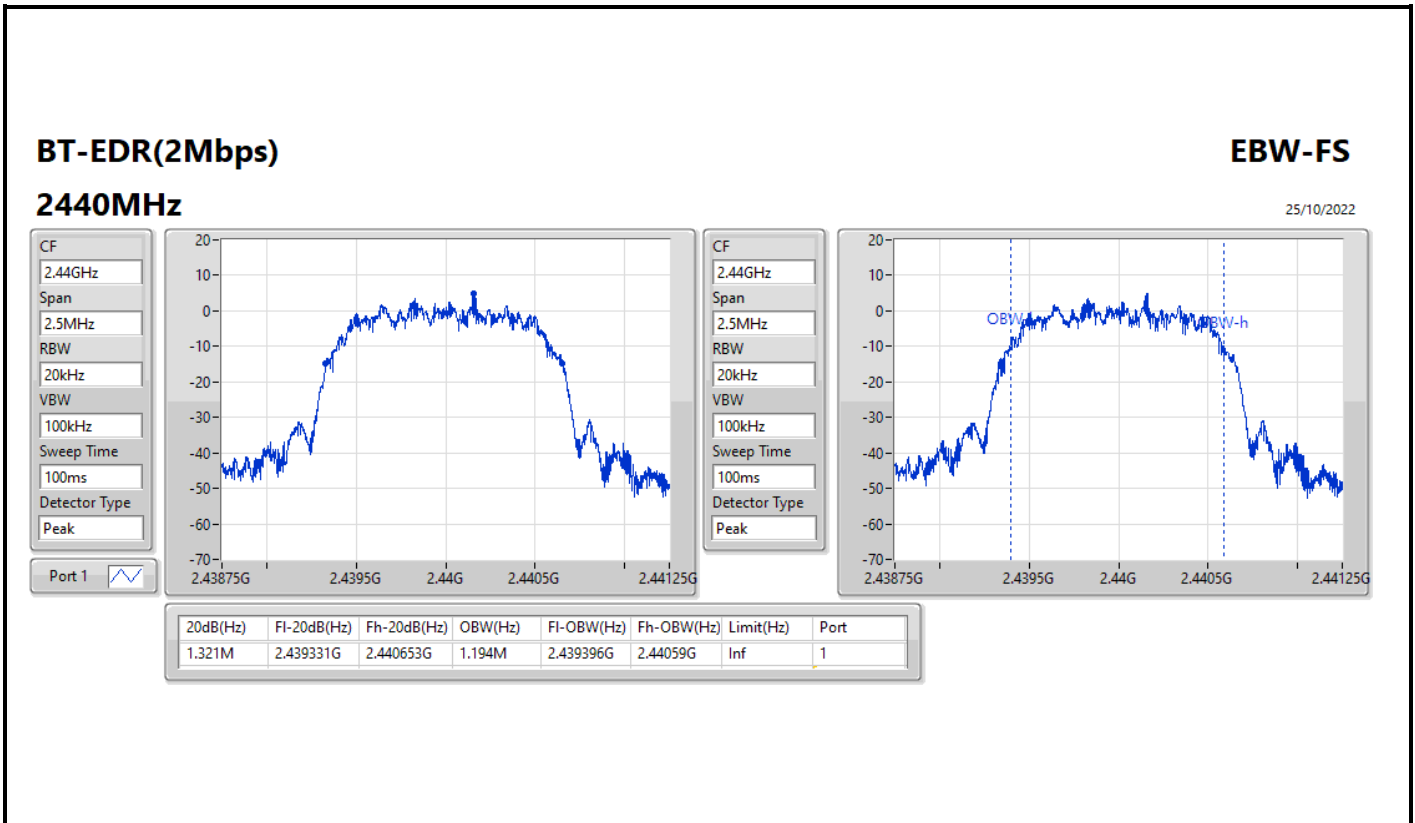 BT-EDR(2Mbps)
EBW-FS
2440MHz
25/10/2022
CF
2.44GHz
Span
2.5MHz
RBW
20kHz
VBW
100kHz
Sweep Time
100ms
Detector Type
Peak
Port 1
20
10
0
-10
-20
-30
-40
-50
-60
-70
2.43875G 2.4395G 2.44G 2.4405G 2.44125G
CF
2.44GHz
Span
2.5MHz
RBW
20kHz
VBW
100kHz
Sweep Time
100ms
Detector Type
Peak
20
10
0
-10
-20
-30
-40
-50
-60
-70
OBW
2.43875G 2.4395G 2.44G 2.4405G 2.44125G
20dB(Hz) Fl-20dB(Hz) Fh-20dB(Hz) OBW(Hz) Fl-OBW(Hz) Fh-OBW(Hz) Limit(Hz) Port
1.321M 2.439331G 2.440653G 1.194M 2.439396G 2.44059G Inf 1